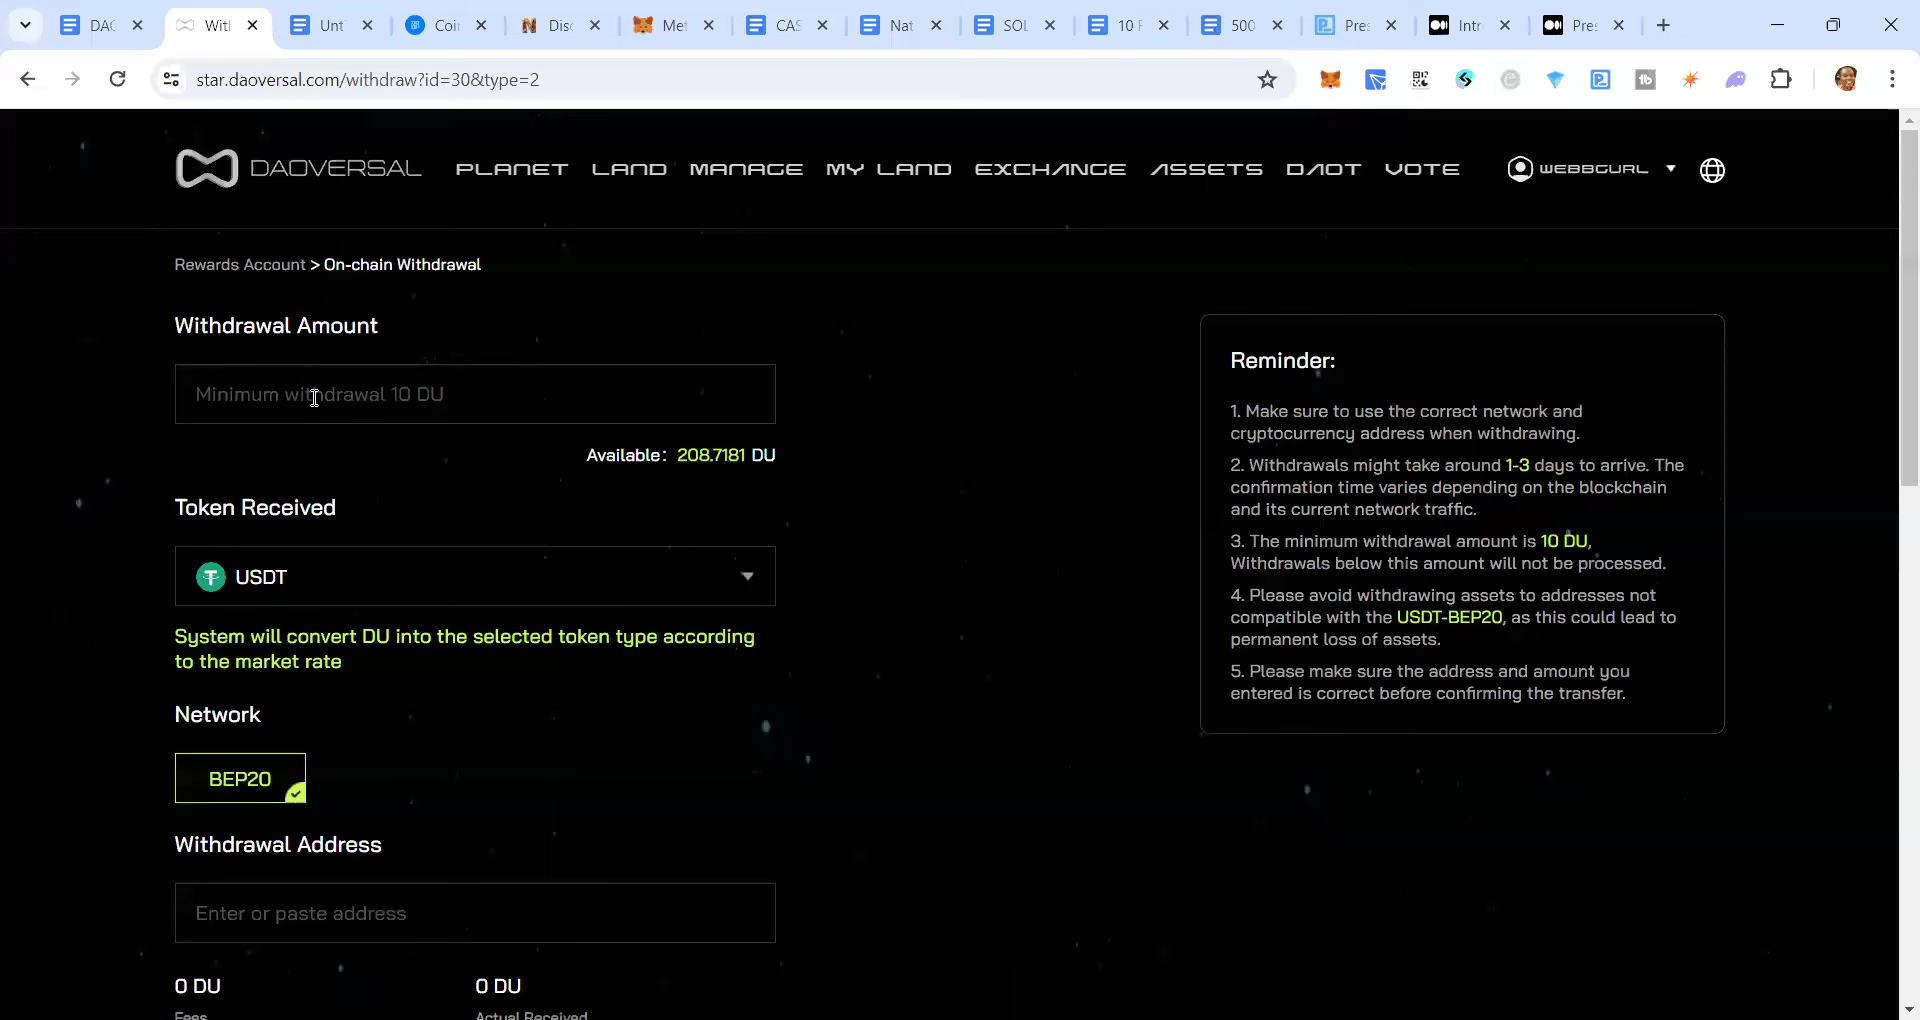 DAO
With
Unt
Coi
Disc
Met
CAS
Nat
SOL
10 F
500
Pres
Intr
Pres
star.daoversal.com/withdraw?id=30&type=2
DAOVERSAL
PLANET
LAND
MANAGE
MY LAND
EXCHANGE
ASSETS
DAOT
VOTE
WEBBGURL
Rewards Account > On-chain Withdrawal
Withdrawal Amount
Minimum withdrawal 10 DU
Available: 208.7181 DU
Token Received
USDT
System will convert DU into the selected token type according
to the market rate
Network
BEP20
Withdrawal Address
Enter or paste address
0 DU
0 DU
Fees
Actual Received
Reminder:
1. Make sure to use the correct network and
cryptocurrency address when withdrawing.
2. Withdrawals might take around 1-3 days to arrive. The
confirmation time varies depending on the blockchain
and its current network traffic.
3. The minimum withdrawal amount is 10 DU,
Withdrawals below this amount will not be processed.
4. Please avoid withdrawing assets to addresses not
compatible with the USDT-BEP20, as this could lead to
permanent loss of assets.
5. Please make sure the address and amount you
entered is correct before confirming the transfer.